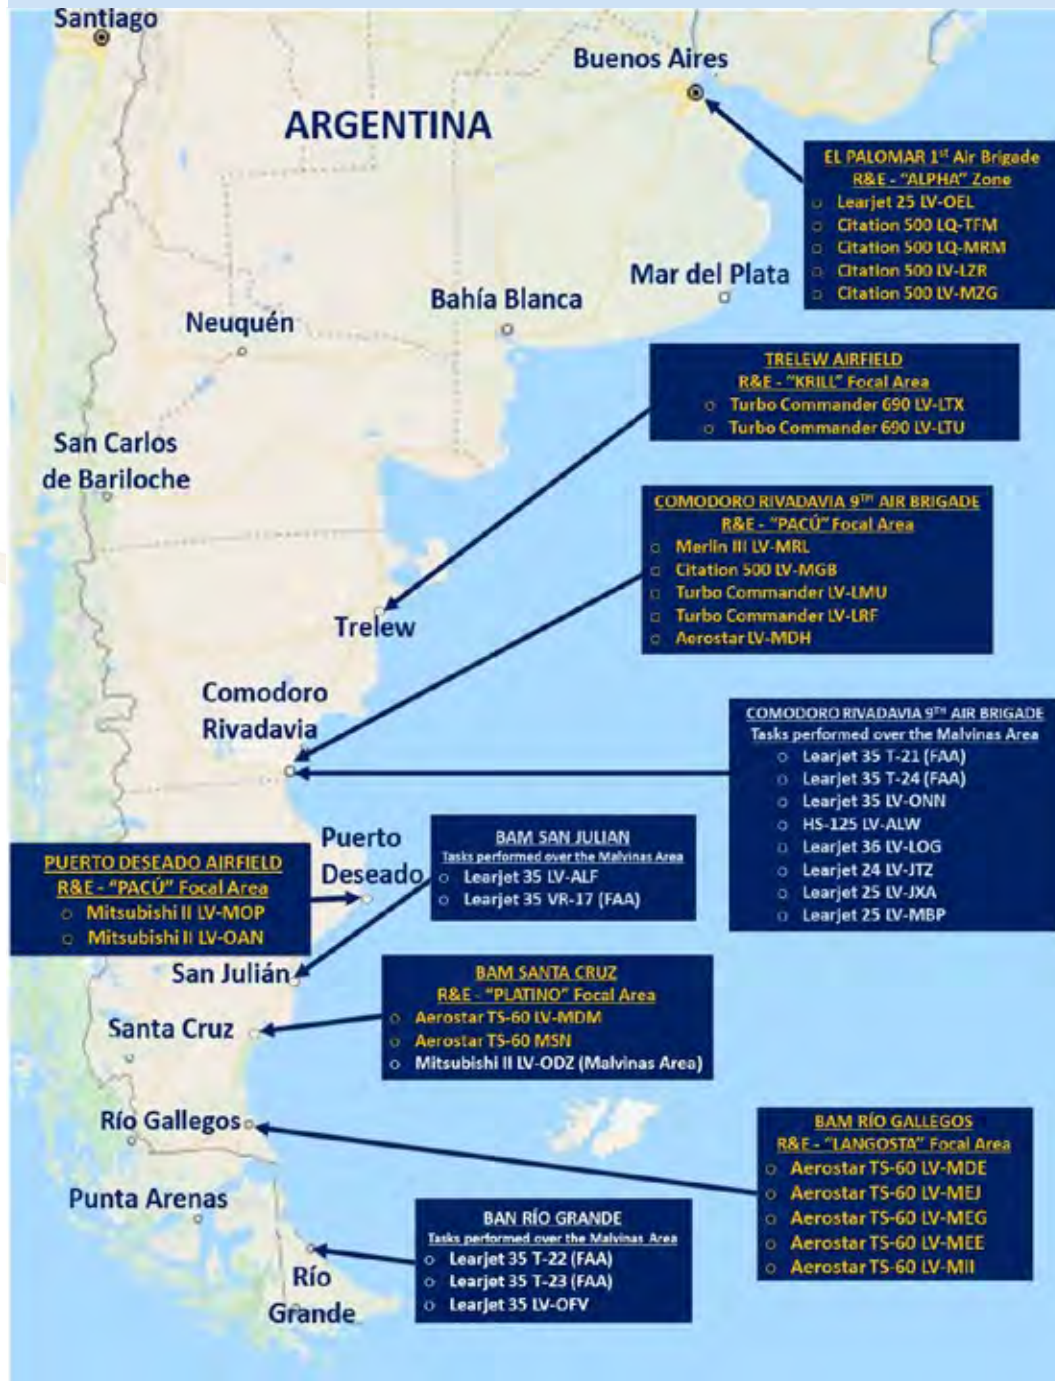 Santiago
Buenos Aires
ARGENTINA
EL PALOMAR 1st Air Brigade
R&E - "ALPHA" Zone
○ Learjet 25 LV-OEL
○ Citation 500 LQ-TFM
○ Citation 500 LQ-MRM
○ Citation 500 LV-LZR
○ Citation 500 LV-MZG
Mar del Plata
Bahía Blanca
Neuquén
TRELEW AIRFIELD
R&E - "KRILL" Focal Area
○ Turbo Commander 690 LV-LTX
○ Turbo Commander 690 LV-LTU
San Carlos
de Bariloche
COMODORO RIVADAVIA 9TH AIR BRIGADE
R&E - "PACÚ" Focal Area
○ Merlin III LV-MRL
○ Citation 500 LV-MGB
○ Turbo Commander LV-LMU
○ Turbo Commander LV-LRF
○ Aerostar LV-MDH
Trelew
Comodoro
Rivadavia
COMODORO RIVADAVIA 9TH AIR BRIGADE
Tasks performed over the Malvinas Area
○ Learjet 35 T-21 (FAA)
○ Learjet 35 T-24 (FAA)
○ Learjet 35 LV-ONN
○ HS-125 LV-ALW
○ Learjet 36 LV-LOG
○ Learjet 24 LV-JTZ
○ Learjet 25 LV-JXA
○ Learjet 25 LV-MBP
Puerto
Deseado
BAM SAN JULIAN
Tasks performed over the Malvinas Area
○ Learjet 35 LV-ALF
○ Learjet 35 VR-17 (FAA)
PUERTO DESEADO AIRFIELD
R&E - "PACÚ" Focal Area
○ Mitsubishi II LV-MOP
○ Mitsubishi II LV-OAN
San Julián
BAM SANTA CRUZ
R&E - "PLATINO" Focal Area
○ Aerostar TS-60 LV-MDM
○ Aerostar TS-60 MSN
○ Mitsubishi II LV-ODZ (Malvinas Area)
Santa Cruz
Río Gallegos
BAM RÍO GALLEGOS
R&E - "LANGOSTA" Focal Area
○ Aerostar TS-60 LV-MDE
○ Aerostar TS-60 LV-MEJ
○ Aerostar TS-60 LV-MEG
○ Aerostar TS-60 LV-MEE
○ Aerostar TS-60 LV-MII
Punta Arenas
BAN RÍO GRANDE
Tasks performed over the Malvinas Area
○ Learjet 35 T-22 (FAA)
○ Learjet 35 T-23 (FAA)
○ Learjet 35 LV-OFV
Río
Grande